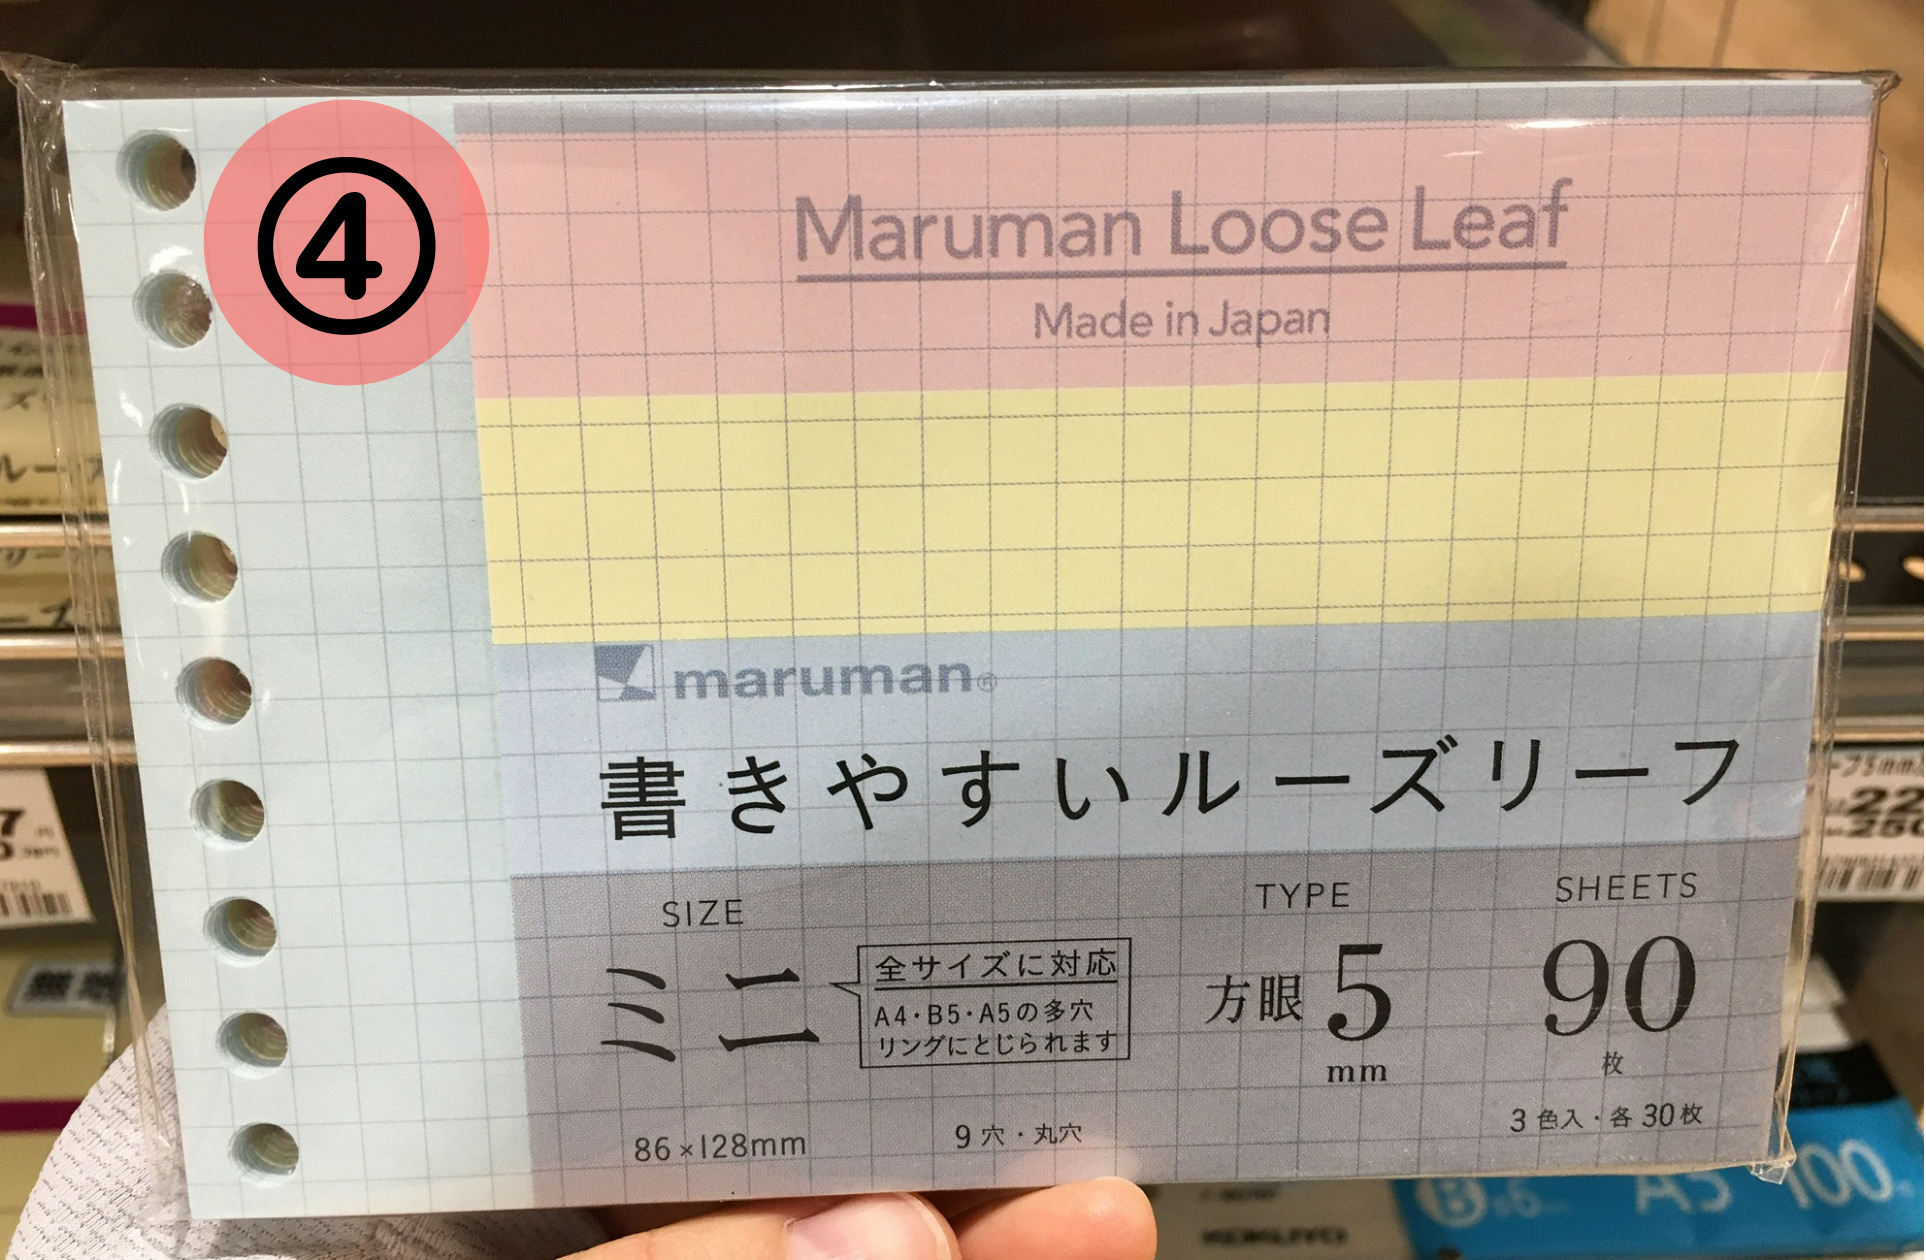 ④
Maruman Loose Leaf
Made in Japan
maruman®
書きやすいルーズリーフ
SIZE
ミニ
全サイズに対応
A4・B5・A5の多穴
リングにとじられます
86×128mm
9穴・丸穴
TYPE
方眼5
mm
SHEETS
90
枚
3色入・各30枚
A5 100
KOKUYO